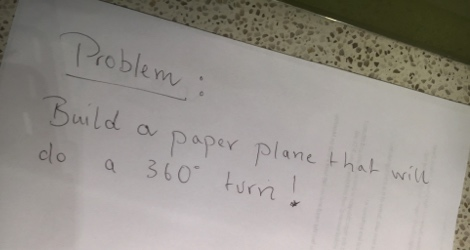 Problem:
Build a paper plane that will
do a 360° turn!